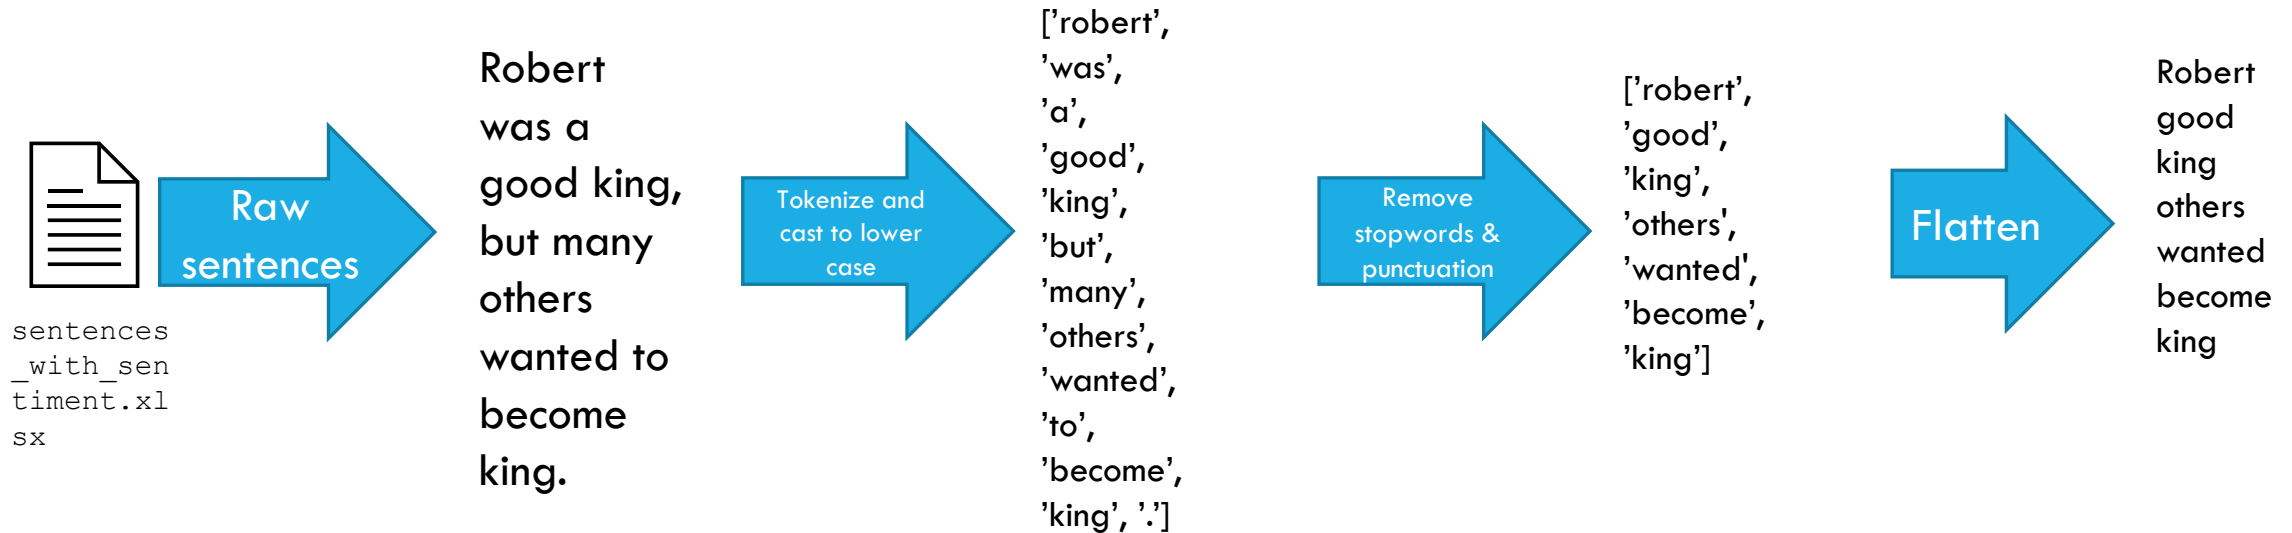 sentences
_with_sen
timent.xl
sx
Raw
sentences
Robert
was a
good king,
but many
others
wanted to
become
king.
Tokenize and
cast to lower
case
['robert',
'was',
'a',
'good',
'king',
'but',
'many',
'others',
'wanted',
'to',
'become',
'king', '.']
Remove
stopwords &
punctuation
['robert',
'good',
'king',
'others',
'wanted',
'become',
'king']
Flatten
Robert
good
king
others
wanted
become
king